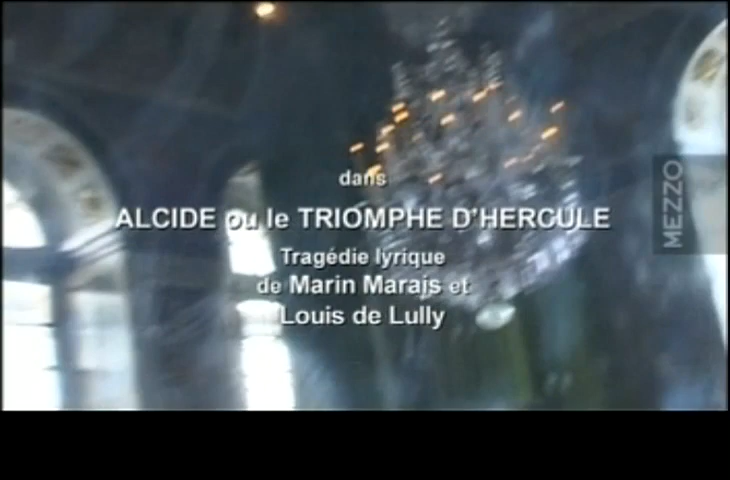 dans
ALCIDE ou le TRIOMPHE D'HERCULE
Tragédie lyrique
de Marin Marais et
Louis de Lully
MEZZO